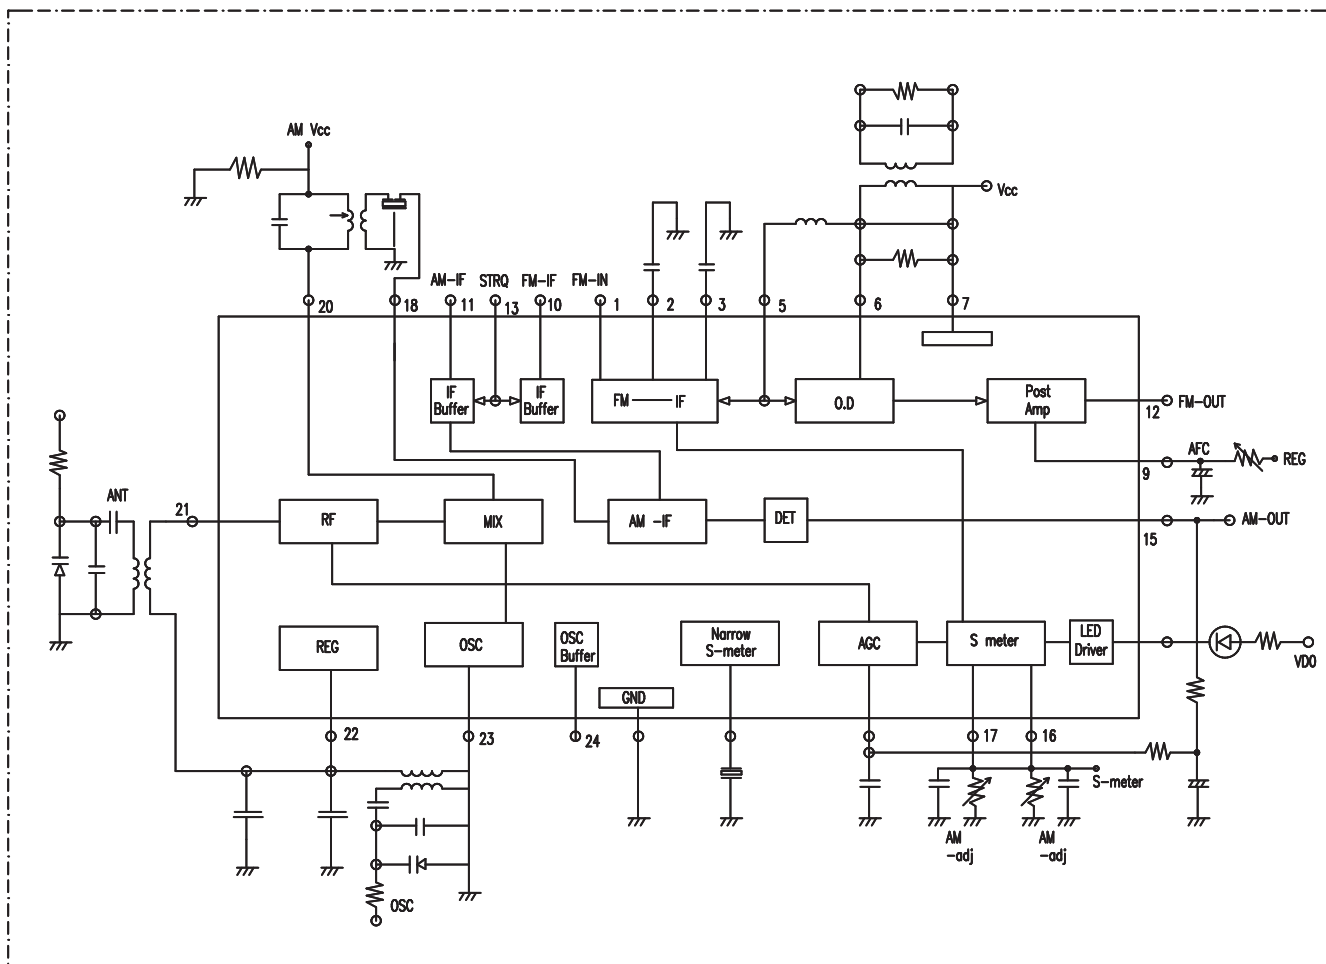 AM Vcc
Vcc
AM-IF STRQ FM-IF FM-IN
20 18 11 13 10 1 2 3 5 6 7
IF
Buffer
IF
Buffer
FM IF
O.D
Post
Amp
12 FM-OUT
AFC
9 REG
ANT
21
RF
MIX
AM -IF
DET
AM-OUT
15
REG
OSC
OSC
Buffer
Narrow
S-meter
AGC
S meter
LED
Driver
VDO
GND
22 23 24 17 16
S-meter
AM
-adj
AM
-adj
OSC